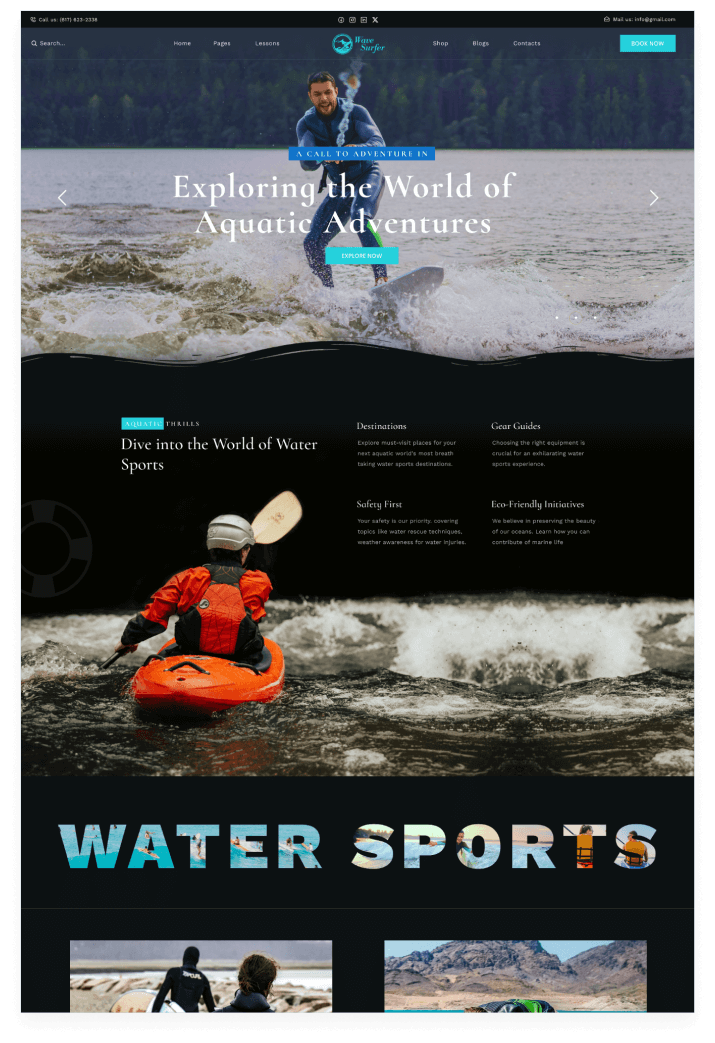 Call us: (617) 623-2338
Mail us: info@gmail.com
Search...
Home
Pages
Lessons
Wave
Surfer
Shop
Blogs
Contacts
BOOK NOW
A CALL TO ADVENTURE IN
Exploring the World of
Aquatic Adventures
EXPLORE NOW
AQUATIC THRILLS
Dive into the World of Water
Sports
Destinations
Explore must-visit places for your
next aquatic world's most breath
taking water sports destinations.
Gear Guides
Choosing the right equipment is
crucial for an exhilarating water
sports experience.
Safety First
Your safety is our priority. covering
topics like water rescue techniques,
weather awareness for water injuries.
Eco-Friendly Initiatives
We believe in preserving the beauty
of our oceans. Learn how you can
contribute of marine life
WATER SPORTS